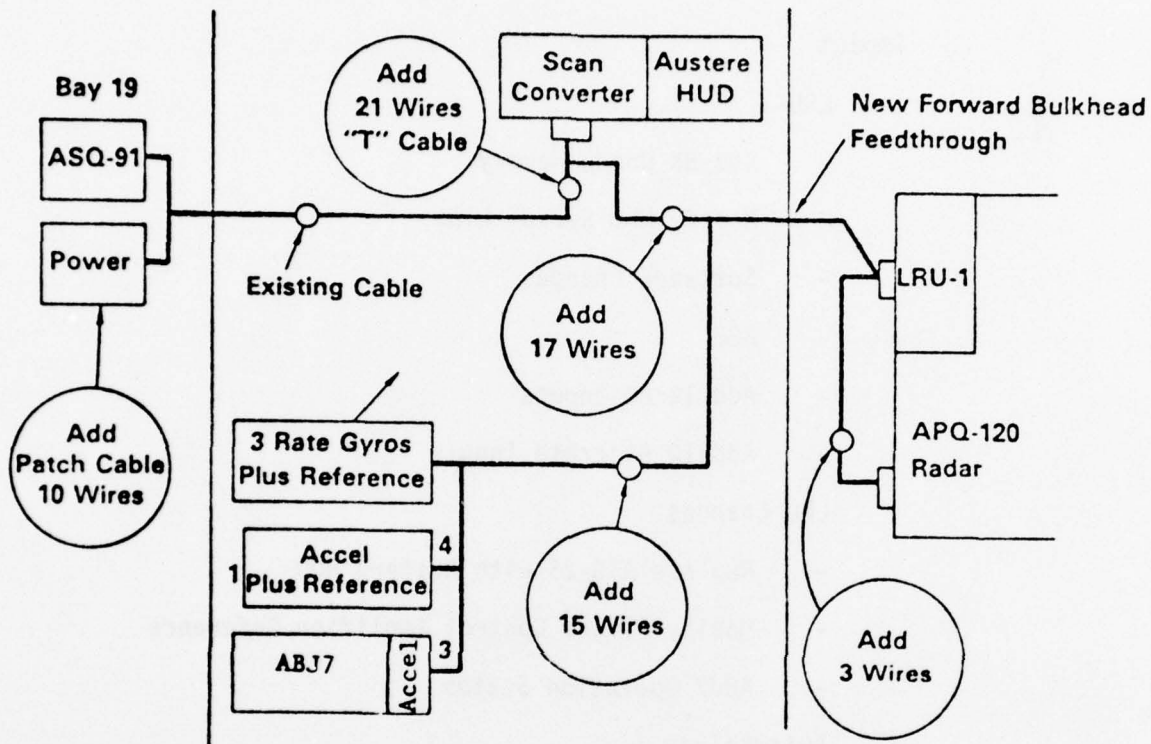 Bay 19
ASQ-91
Power
Add
Patch Cable
10 Wires
Add
21 Wires
"T" Cable
Existing Cable
Scan
Converter
Austere
HUD
New Forward Bulkhead
Feedthrough
Add
17 Wires
LRU-1
APQ-120
Radar
3 Rate Gyros
Plus Reference
1
Accel
Plus Reference
4
ABJ7
Accel
3
Add
15 Wires
Add
3 Wires